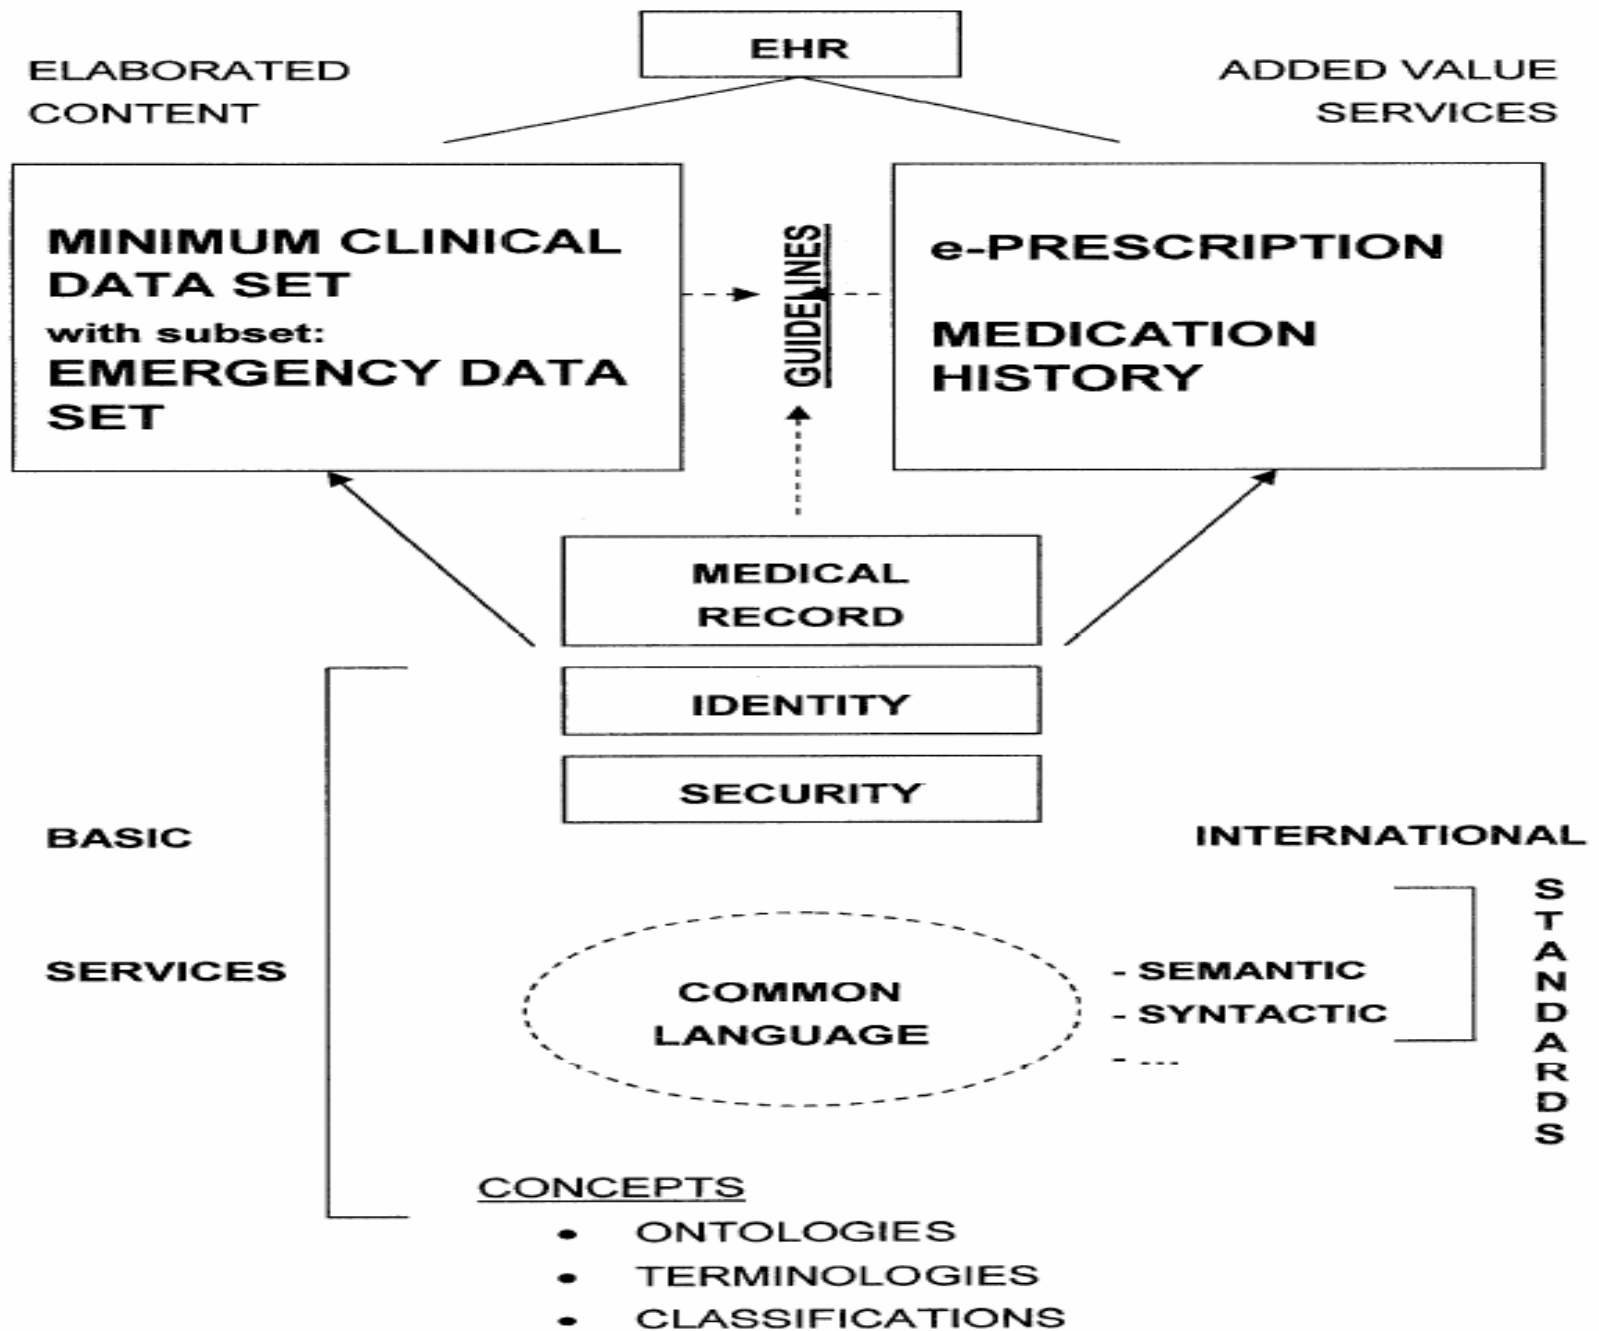 EHR
ELABORATED
CONTENT
ADDED VALUE
SERVICES
MINIMUM CLINICAL
DATA SET
with subset:
EMERGENCY DATA
SET
GUIDELINES
e-PRESCRIPTION
MEDICATION
HISTORY
MEDICAL
RECORD
IDENTITY
SECURITY
BASIC
SERVICES
INTERNATIONAL
STANDARDS
COMMON
LANGUAGE
- SEMANTIC
- SYNTACTIC
- ---
CONCEPTS
• ONTOLOGIES
• TERMINOLOGIES
• CLASSIFICATIONS